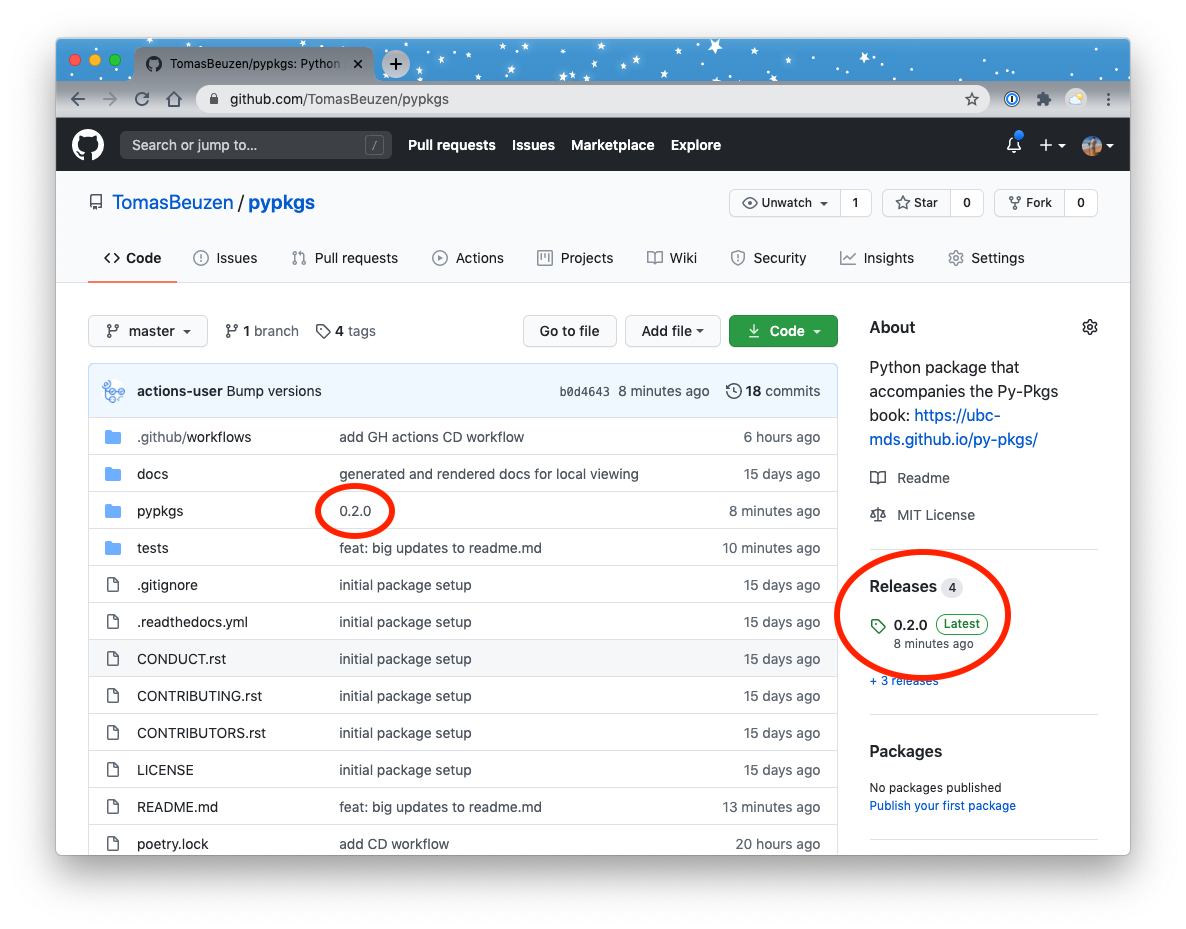 TomasBeuzen/pypkgs: Python
github.com/TomasBeuzen/pypkgs
Search or jump to… / Pull requests Issues Marketplace Explore
TomasBeuzen / pypkgs Unwatch 1 Star 0 Fork 0
Code Issues Pull requests Actions Projects Wiki Security Insights Settings
master 1 branch 4 tags Go to file Add file Code
actions-user Bump versions b0d4643 8 minutes ago 18 commits
.github/workflows add GH actions CD workflow 6 hours ago
docs generated and rendered docs for local viewing 15 days ago
pypkgs 0.2.0 8 minutes ago
tests feat: big updates to readme.md 10 minutes ago
.gitignore initial package setup 15 days ago
.readthedocs.yml initial package setup 15 days ago
CONDUCT.rst initial package setup 15 days ago
CONTRIBUTING.rst initial package setup 15 days ago
CONTRIBUTORS.rst initial package setup 15 days ago
LICENSE initial package setup 15 days ago
README.md feat: big updates to readme.md 13 minutes ago
poetry.lock add CD workflow 20 hours ago
About
Python package that
accompanies the Py-Pkgs
book: https://ubc-
mds.github.io/py-pkgs/
Readme
MIT License
Releases 4
0.2.0 Latest
8 minutes ago
+ 3 releases
Packages
No packages published
Publish your first package